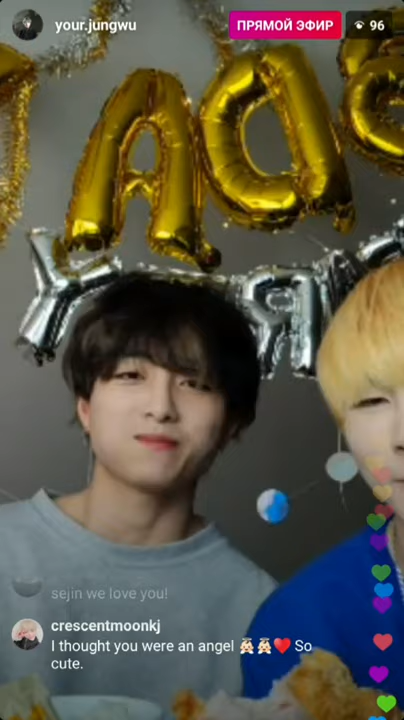 your.jungwu
ПРЯМОЙ ЭФИР
96
sejin we love you!
crescentmoonkj
I thought you were an angel 👼🏻👼🏻❤️ So
cute.